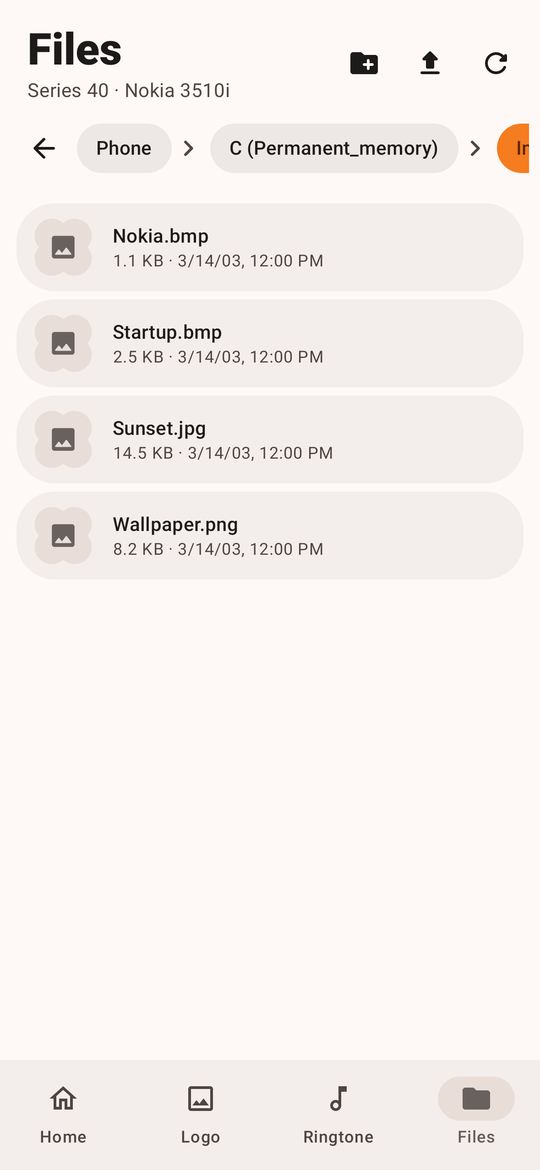 Files
Series 40 · Nokia 3510i
Phone
C (Permanent_memory)
Nokia.bmp
1.1 KB · 3/14/03, 12:00 PM
Startup.bmp
2.5 KB · 3/14/03, 12:00 PM
Sunset.jpg
14.5 KB · 3/14/03, 12:00 PM
Wallpaper.png
8.2 KB · 3/14/03, 12:00 PM
Home
Logo
Ringtone
Files